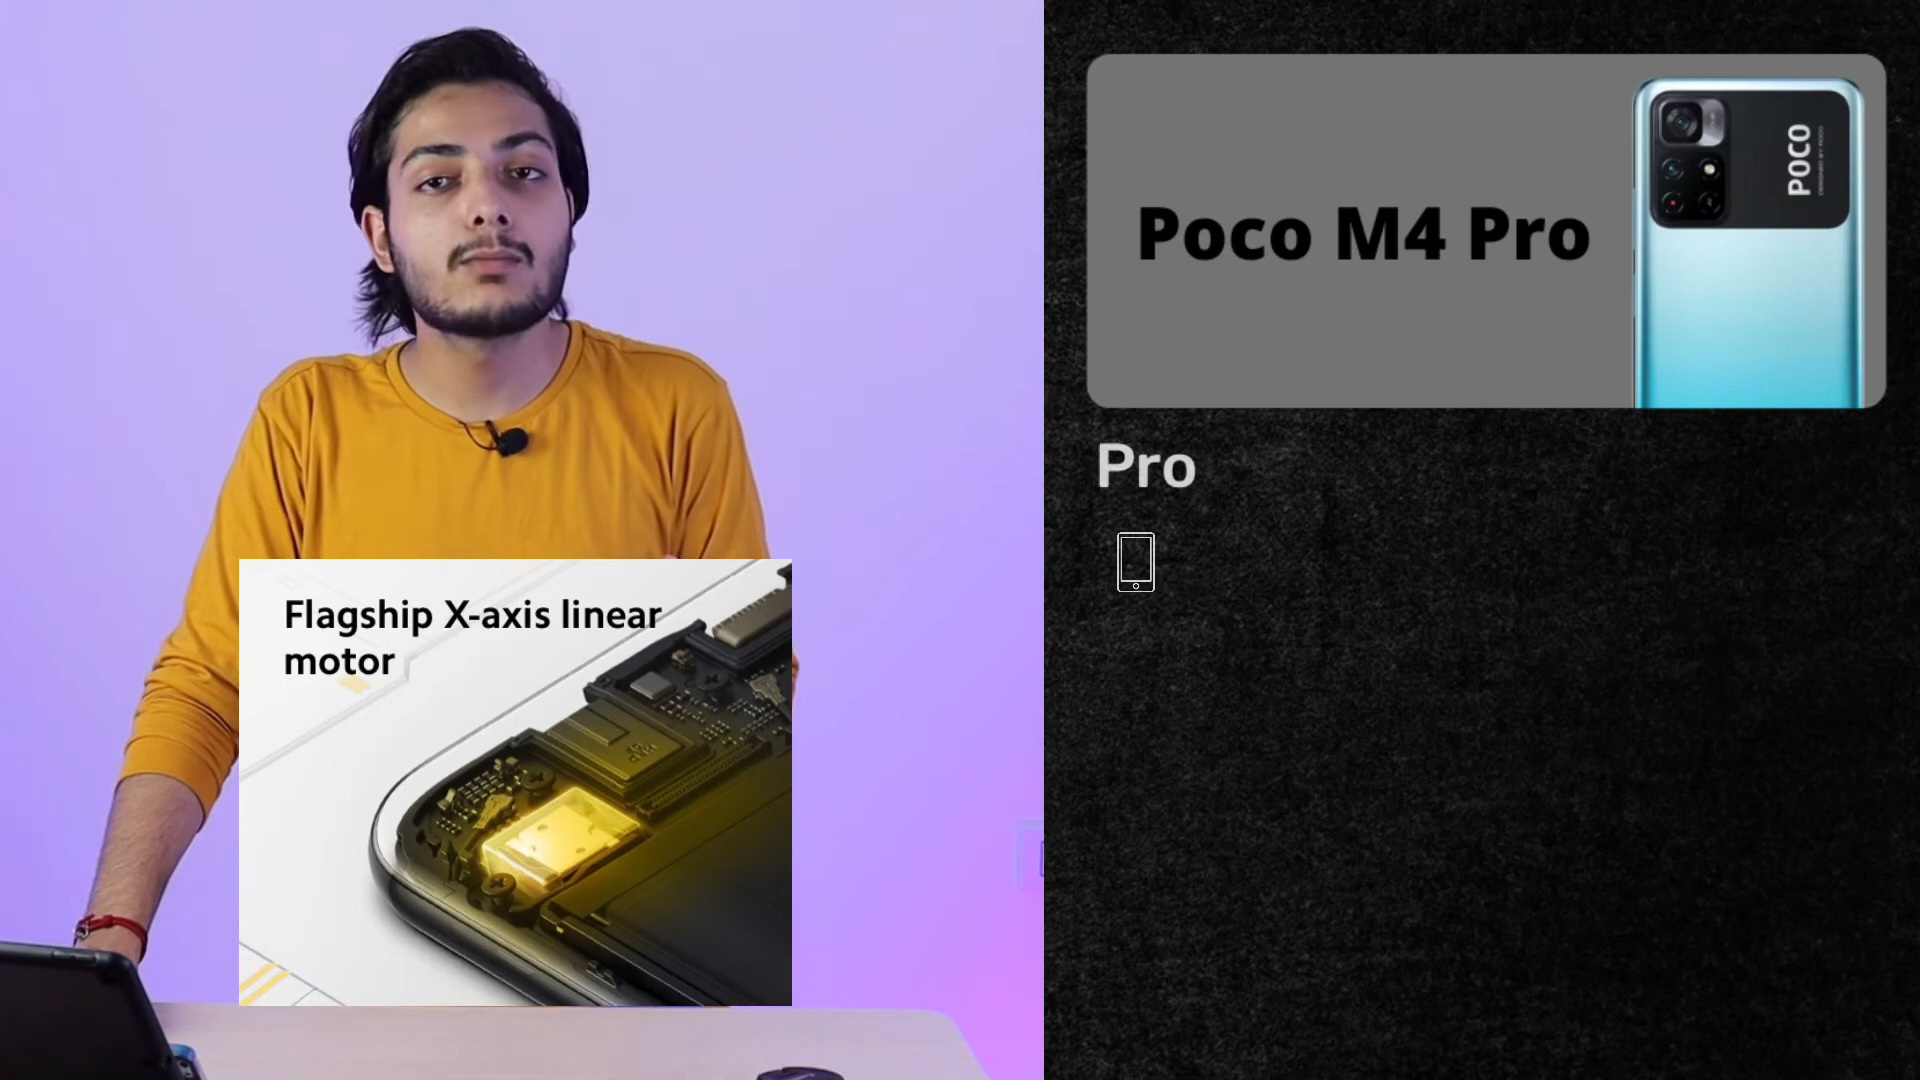 Flagship X-axis linear
motor
Poco M4 Pro
POCO
Pro